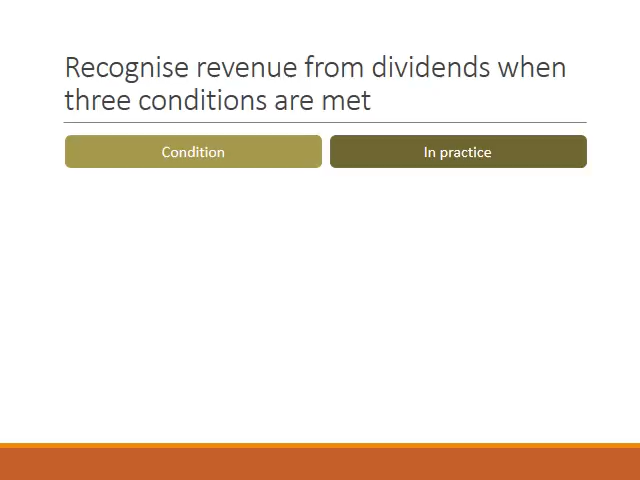 Recognise revenue from dividends when
three conditions are met
Condition
In practice